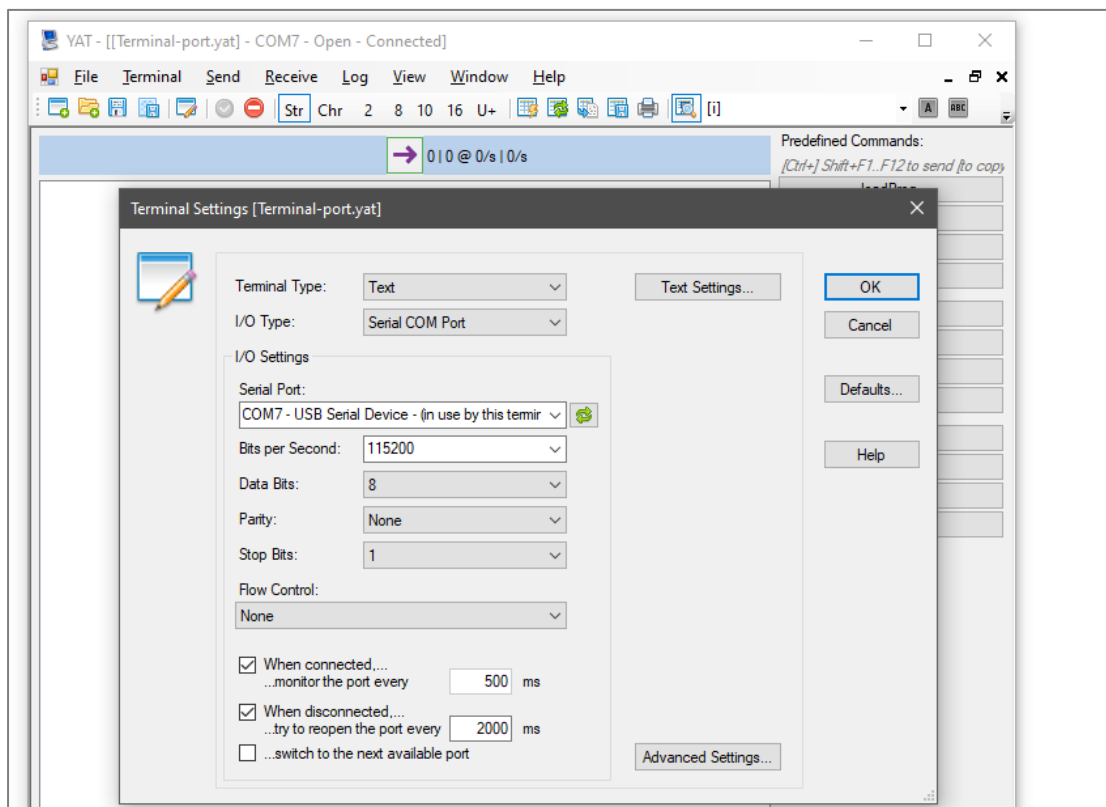 YAT - [[Terminal-port.yat] - COM7 - Open - Connected]
File Terminal Send Receive Log View Window Help
Str Chr 2 8 10 16 U+ [i] A ABC
0 | 0 @ 0/s | 0/s
Predefined Commands:
[Ctrl+] Shift+F1..F12 to send [to copy
Terminal Settings [Terminal-port.yat]
Terminal Type: Text Text Settings... OK
I/O Type: Serial COM Port Cancel
I/O Settings
Serial Port:
COM7 - USB Serial Device - (in use by this termin
Defaults...
Bits per Second: 115200 Help
Data Bits: 8
Parity: None
Stop Bits: 1
Flow Control:
None
When connected,...
...monitor the port every 500 ms
When disconnected,...
...try to reopen the port every 2000 ms
...switch to the next available port
Advanced Settings...